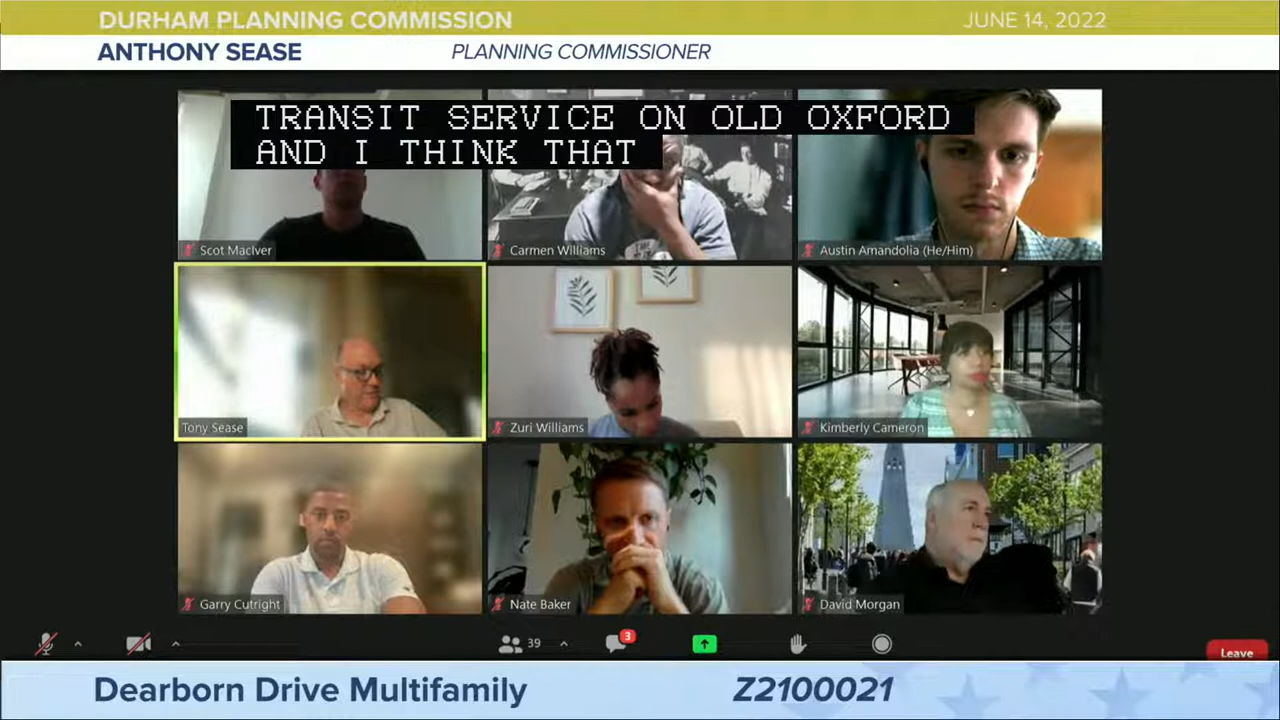 DURHAM PLANNING COMMISSION
JUNE 14, 2022
ANTHONY SEASE
PLANNING COMMISSIONER
TRANSIT SERVICE ON OLD OXFORD
AND I THINK THAT
Scot MacIver
Carmen Williams
Austin Amandolia (He/Him)
Tony Sease
Zuri Williams
Kimberly Cameron
Garry Cutright
Nate Baker
David Morgan
39
3
Leave
Dearborn Drive Multifamily
Z2100021